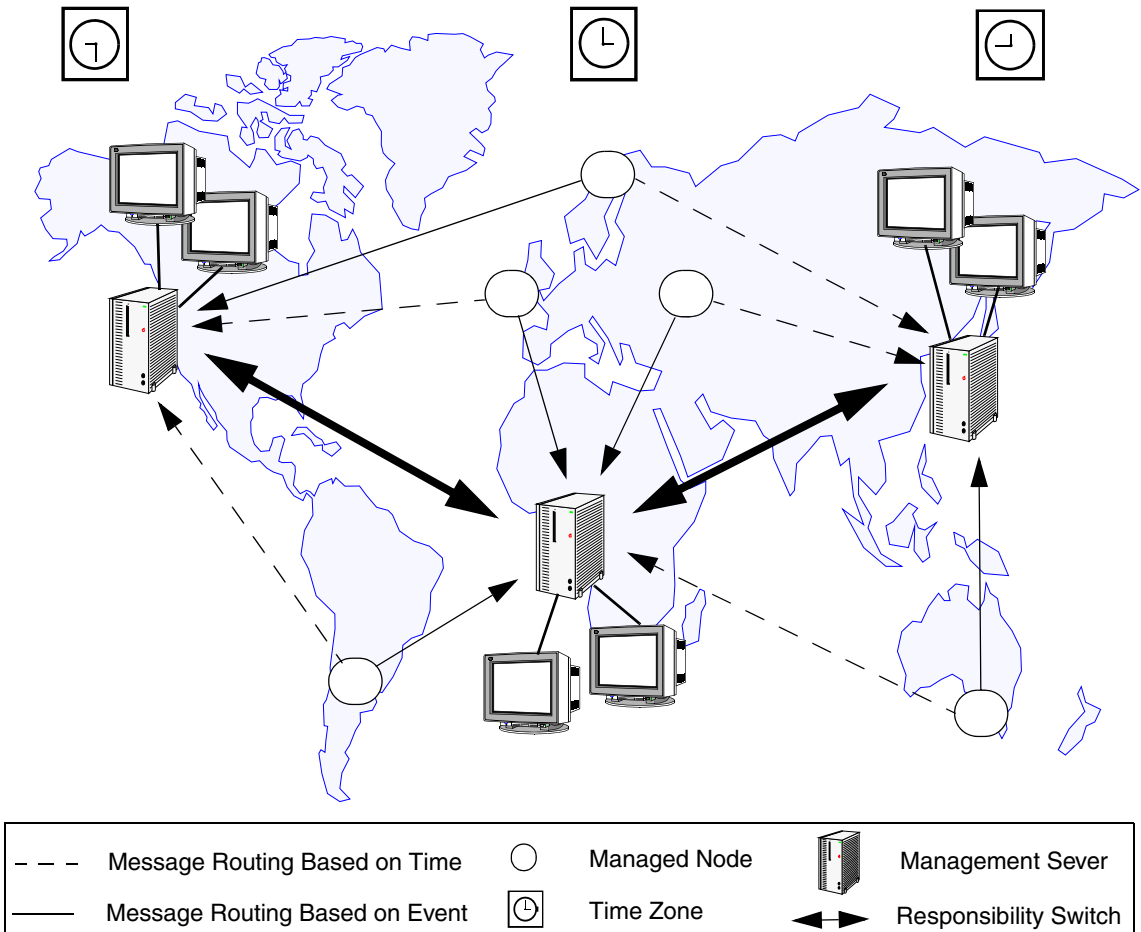 Message Routing Based on Time
Managed Node
Management Sever
Message Routing Based on Event
Time Zone
Responsibility Switch